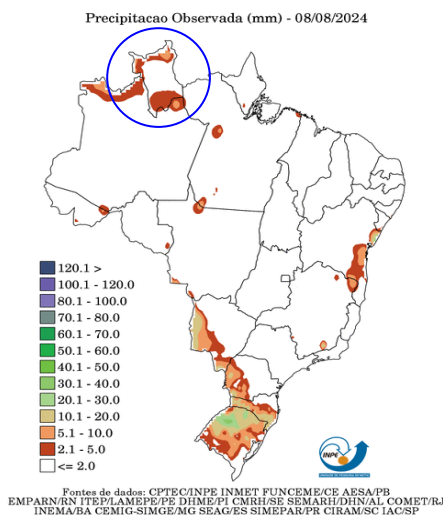 Precipitacao Observada (mm) - 08/08/2024
120.1 >
100.1 - 120.0
80.1 - 100.0
70.1 - 80.0
60.1 - 70.0
50.1 - 60.0
40.1 - 50.0
30.1 - 40.0
20.1 - 30.0
10.1 - 20.0
5.1 - 10.0
2.1 - 5.0
<= 2.0
INPE
Fontes de dados: CPTEC/INPE INMET FUNCEME/CE AESA/PB
EMPARN/RN ITEP/LAMEPE/PE DHME/PI CMRH/SE SEMARH/DHN/AL COMET/RJ
INEMA/BA CEMIG-SIMGE/MG SEAG/ES SIMEPAR/PR CIRAM/SC IAC/SP